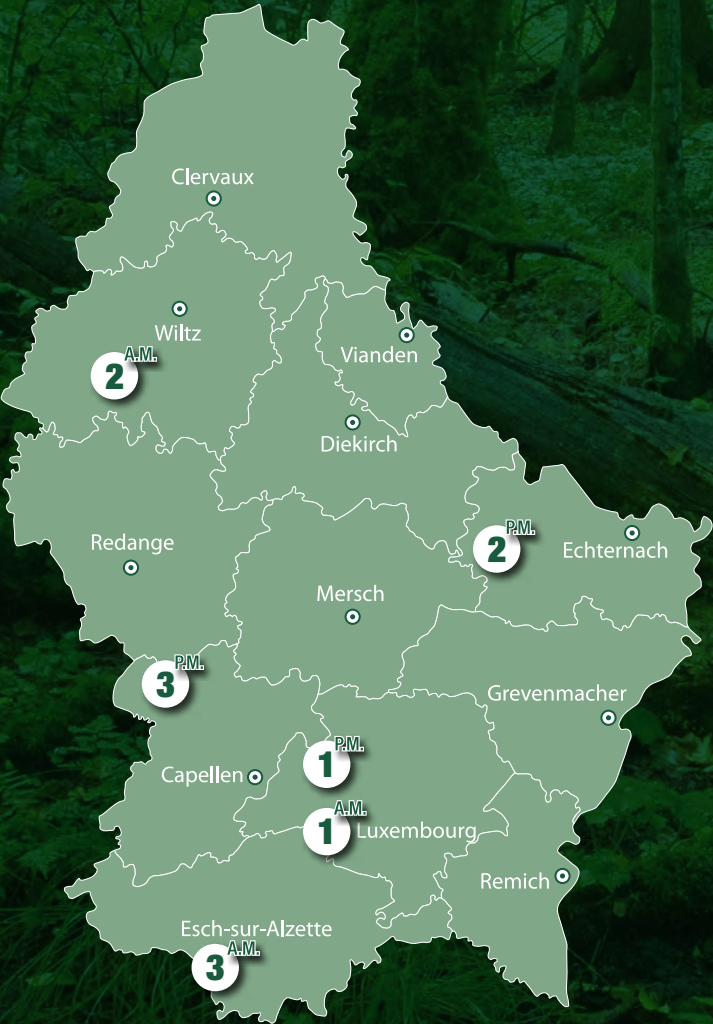 Clervaux
Wiltz
A.M.
2
Vianden
Diekirch
Redange
P.M.
2
Echternach
Mersch
P.M.
3
Grevenmacher
P.M.
1
Capellen
A.M.
1
Luxembourg
Remich
Esch-sur-Alzette
A.M.
3